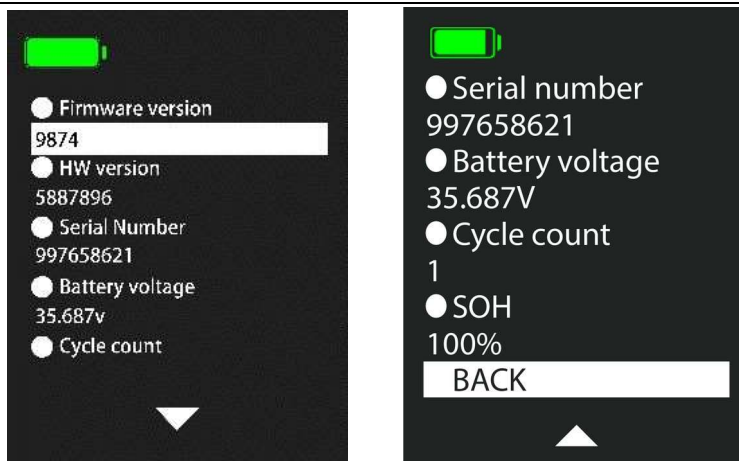 Firmware version
9874
HW version
5887896
Serial Number
997658621
Battery voltage
35.687v
Cycle count
Serial number
997658621
Battery voltage
35.687V
Cycle count
1
SOH
100%
BACK